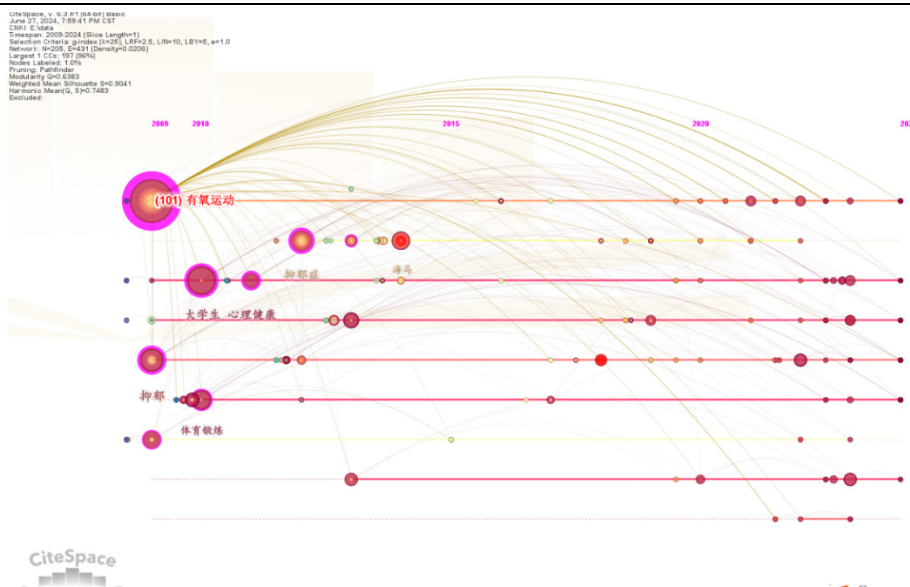 CiteSpace, v. 6.3.R1 (64-bit) Basic
June 27, 2024, 7:59:41 PM CST
CNKI: E:\data
Timespan: 2009-2024 (Slice Length=1)
Selection Criteria: g-index (k=25), LRF=2.5, L/N=10, LBY=5, e=1.0
Network: N=205, E=431 (Density=0.0206)
Largest 1 CCs: 197 (96%)
Nodes Labeled: 1.0%
Pruning: Pathfinder
Modularity Q=0.6383
Weighted Mean Silhouette S=0.9041
Harmonic Mean(Q, S)=0.7483
Excluded:
2009 2010 2015 2020
(101) 有氧运动
抑郁症 海马
大学生 心理健康
抑郁
体育锻炼
CiteSpace